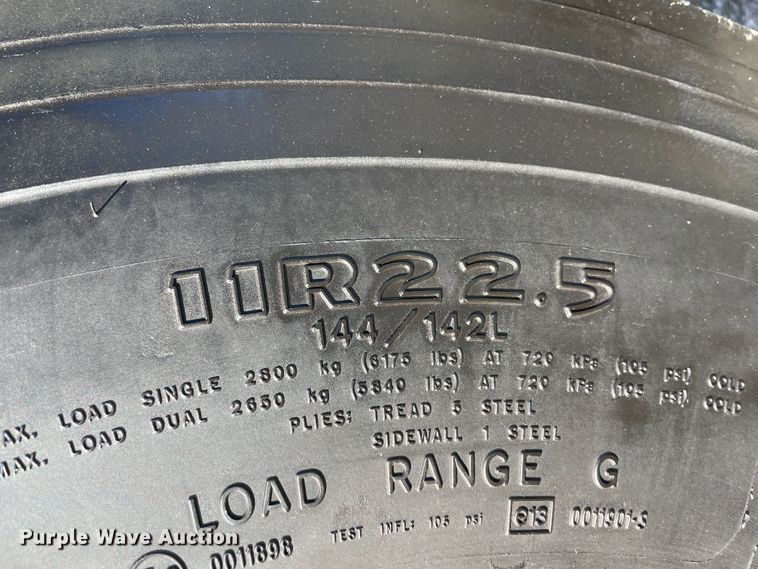 11R22.5
144/142L
MAX. LOAD SINGLE 2800 kg (6175 lbs) AT 720 kPa (105 psi) COLD
MAX. LOAD DUAL 2650 kg (5840 lbs) AT 720 kPa (105 psi) COLD
PLIES: TREAD 5 STEEL
SIDEWALL 1 STEEL
LOAD RANGE G
TEST INFL: 105 psi e13 0011901-S
0011898
Purple Wave Auction